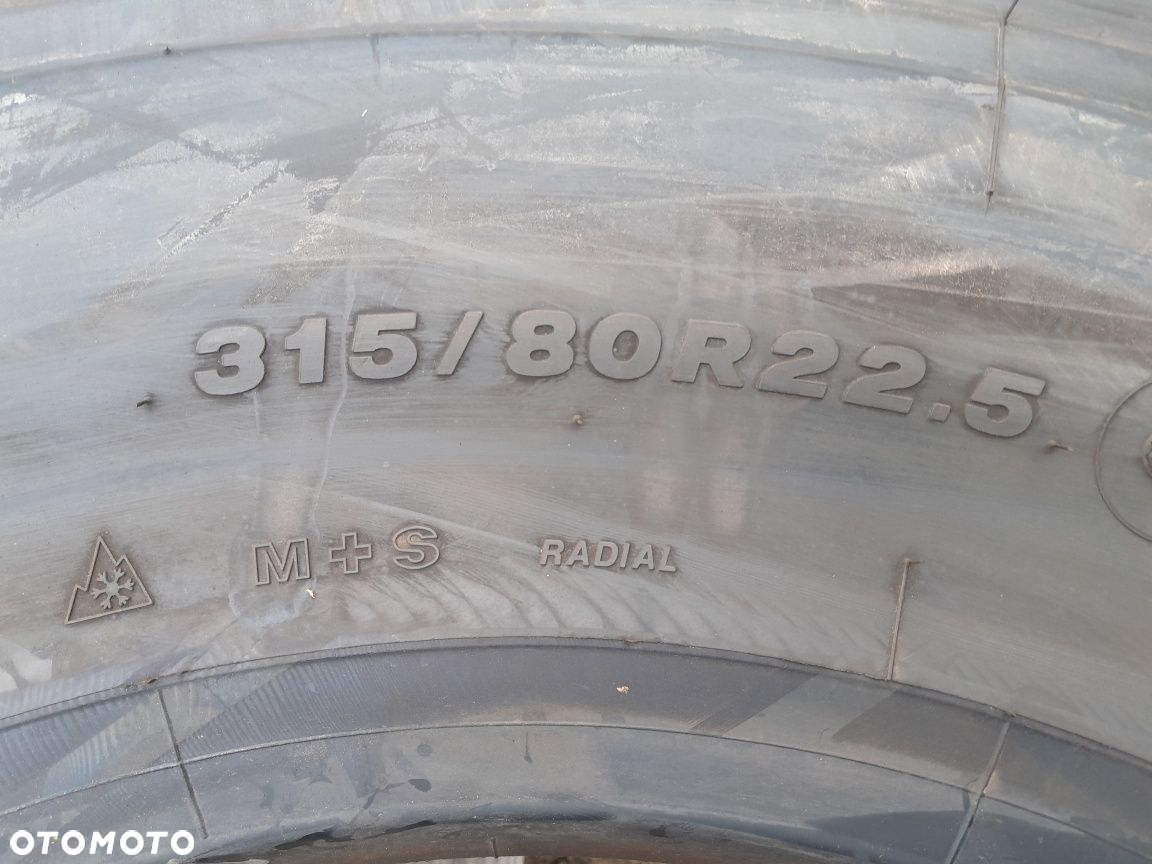 315/80R22.5
M+S RADIAL
OTOMOTO